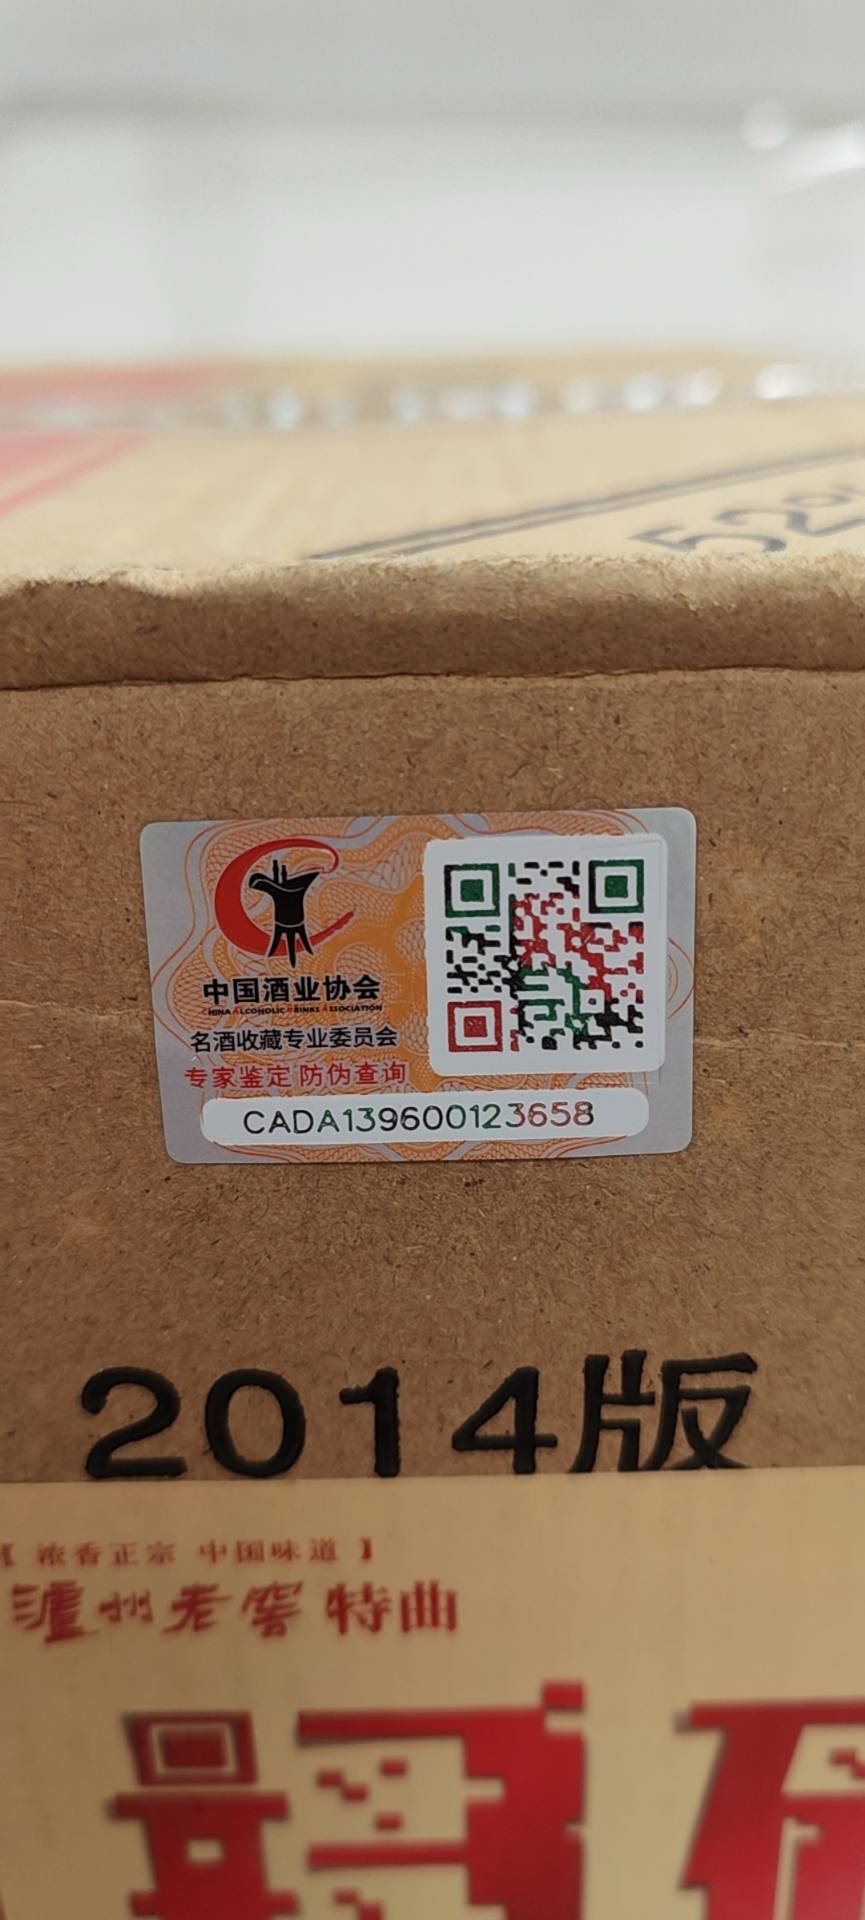 52%
中国酒业协会
CHINA ALCOHOLIC DRINKS ASSOCIATION
名酒收藏专业委员会
专家鉴定 防伪查询
CADA139600123658
2014版
【 浓香正宗 中国味道 】
泸州老窖 特曲